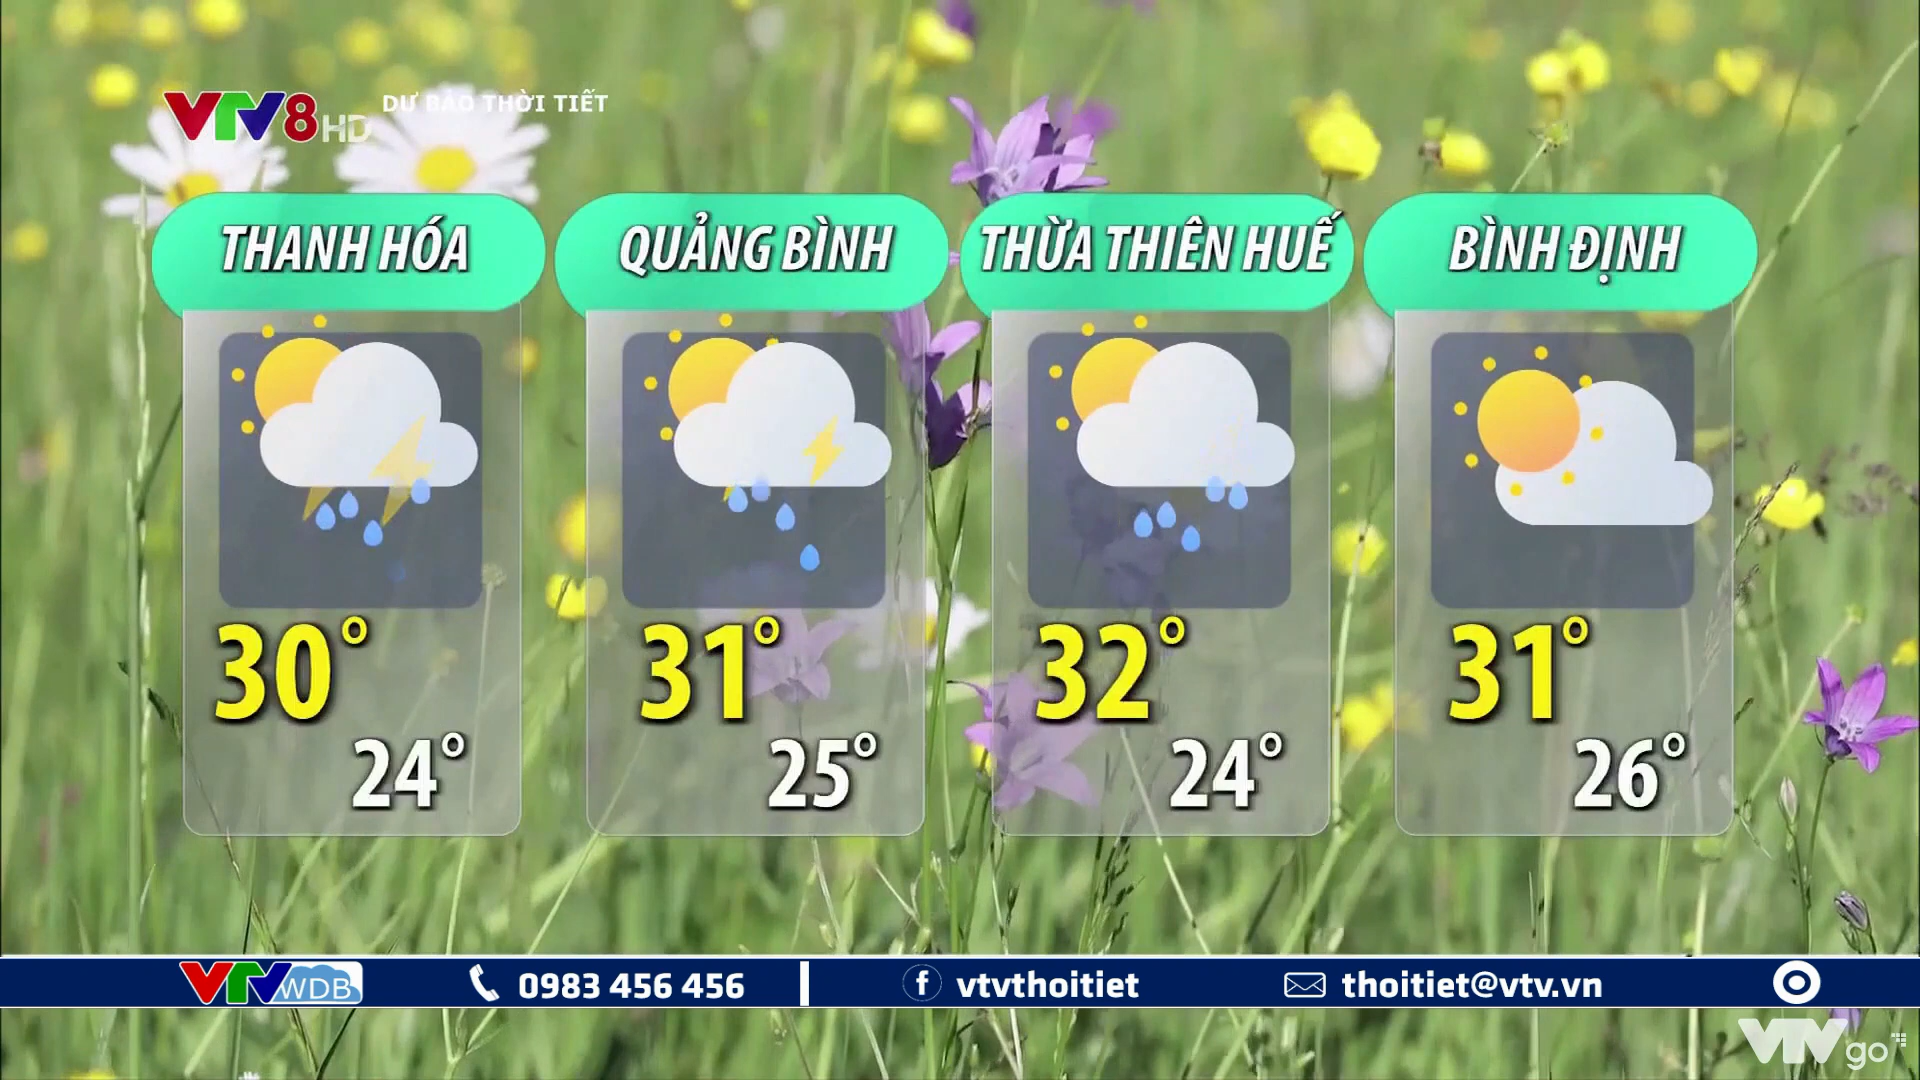 VTV8 HD
DỰ BÁO THỜI TIẾT
THANH HÓA
QUẢNG BÌNH
THỪA THIÊN HUẾ
BÌNH ĐỊNH
30°
31°
32°
31°
24°
25°
24°
26°
VTV WDB
0983 456 456
vtvthoitiet
thoitiet@vtv.vn
VTV go